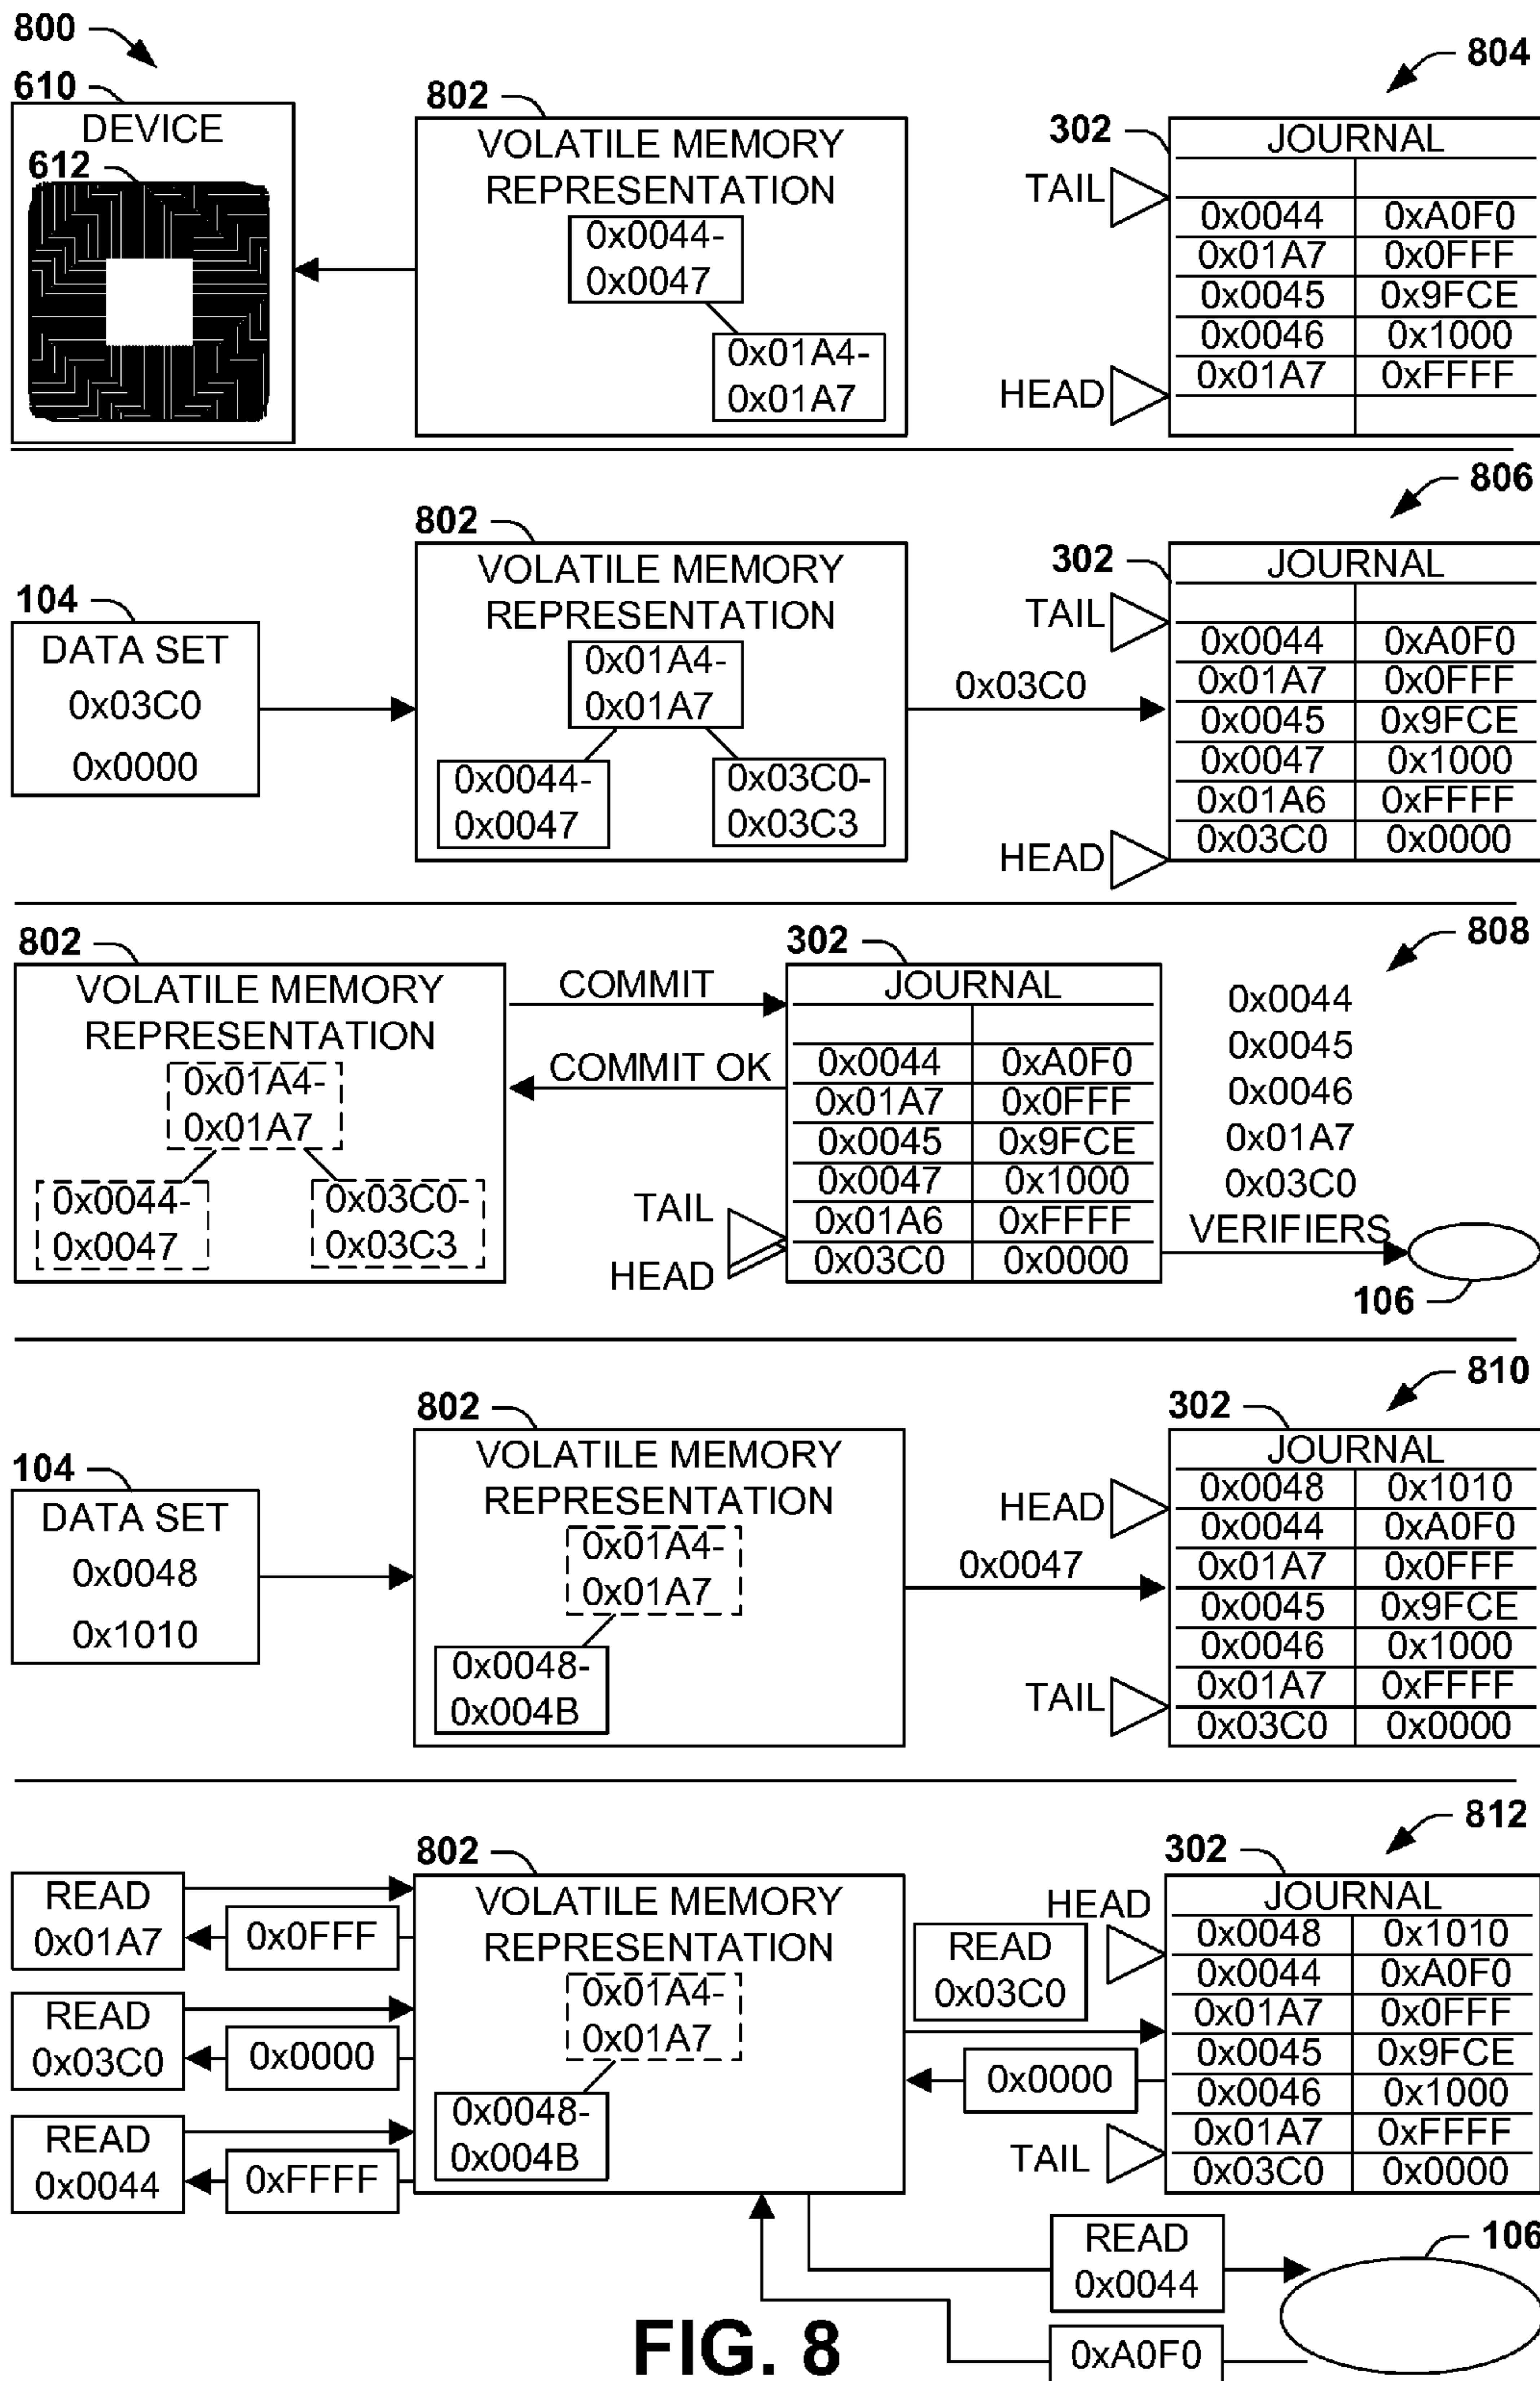 800
804
610
DEVICE
612
802
VOLATILE MEMORY
REPRESENTATION
0x0044-
0x0047
0x01A4-
0x01A7
302
JOURNAL
TAIL
0x0044 0xA0F0
0x01A7 0x0FFF
0x0045 0x9FCE
0x0046 0x1000
0x01A7 0xFFFF
HEAD
806
104
DATA SET
0x03C0
0x0000
802
VOLATILE MEMORY
REPRESENTATION
0x01A4-
0x01A7
0x0044-
0x0047
0x03C0-
0x03C3
0x03C0
302
JOURNAL
TAIL
0x0044 0xA0F0
0x01A7 0x0FFF
0x0045 0x9FCE
0x0047 0x1000
0x01A6 0xFFFF
0x03C0 0x0000
HEAD
808
802
VOLATILE MEMORY
REPRESENTATION
0x01A4-
0x01A7
0x0044-
0x0047
0x03C0-
0x03C3
COMMIT
COMMIT OK
TAIL
HEAD
302
JOURNAL
0x0044 0xA0F0
0x01A7 0x0FFF
0x0045 0x9FCE
0x0047 0x1000
0x01A6 0xFFFF
0x03C0 0x0000
0x0044
0x0045
0x0046
0x01A7
0x03C0
VERIFIERS
106
810
104
DATA SET
0x0048
0x1010
802
VOLATILE MEMORY
REPRESENTATION
0x01A4-
0x01A7
0x0048-
0x004B
0x0047
302
JOURNAL
HEAD
0x0048 0x1010
0x0044 0xA0F0
0x01A7 0x0FFF
0x0045 0x9FCE
0x0046 0x1000
0x01A7 0xFFFF
0x03C0 0x0000
TAIL
812
READ
0x01A7
0x0FFF
READ
0x03C0
0x0000
READ
0x0044
0xFFFF
802
VOLATILE MEMORY
REPRESENTATION
0x01A4-
0x01A7
0x0048-
0x004B
READ
0x03C0
0x0000
302
HEAD
JOURNAL
0x0048 0x1010
0x0044 0xA0F0
0x01A7 0x0FFF
0x0045 0x9FCE
0x0046 0x1000
0x01A7 0xFFFF
0x03C0 0x0000
TAIL
READ
0x0044
106
0xA0F0
FIG. 8